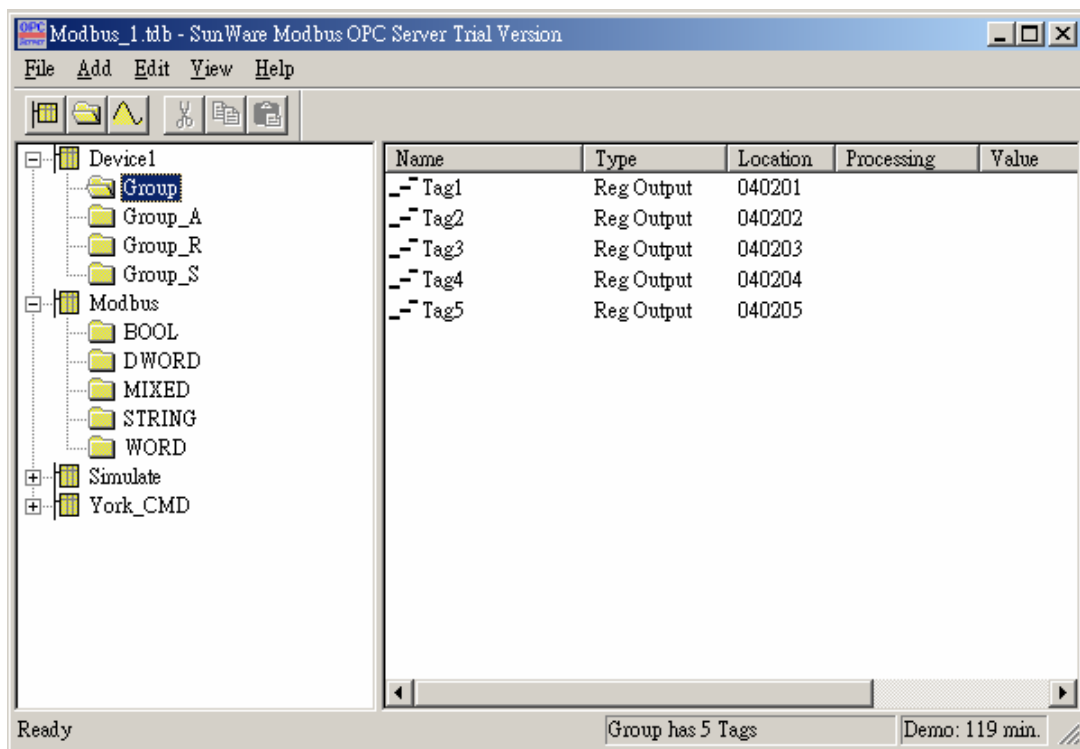 OPC SERVER
Modbus_1.tdb - SunWare Modbus OPC Server Trial Version
File Add Edit View Help
Device1
Group
Group_A
Group_R
Group_S
Modbus
BOOL
DWORD
MIXED
STRING
WORD
Simulate
York_CMD
Name Type Location Processing Value
Tag1 Reg Output 040201
Tag2 Reg Output 040202
Tag3 Reg Output 040203
Tag4 Reg Output 040204
Tag5 Reg Output 040205
Ready Group has 5 Tags Demo: 119 min.